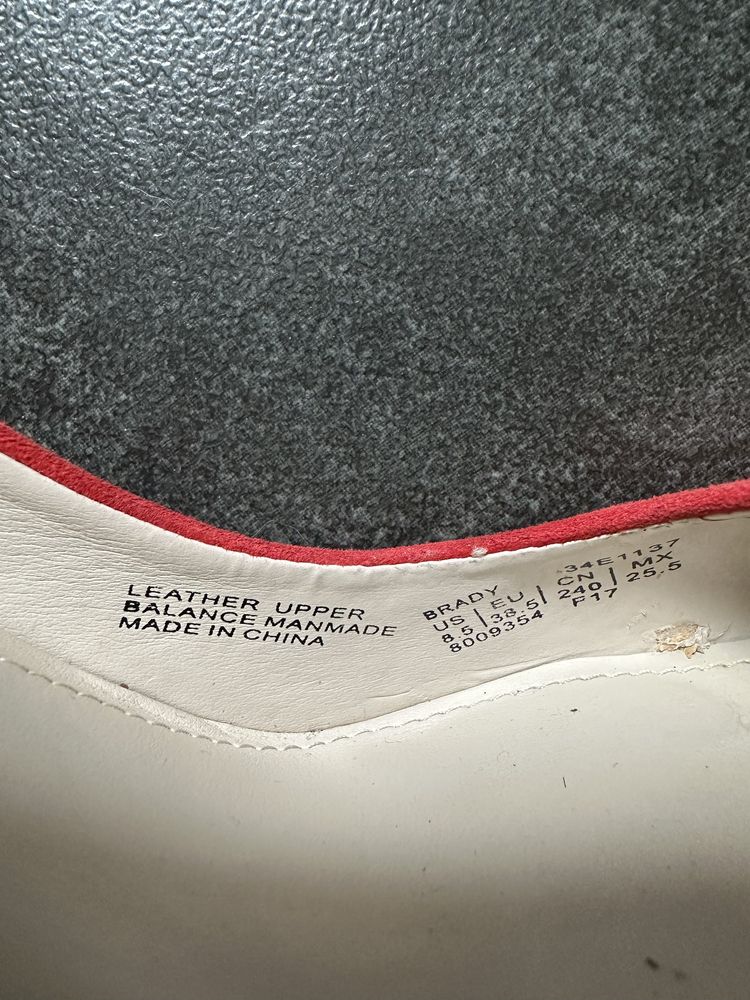 LEATHER UPPER
BALANCE MANMADE
MADE IN CHINA
BRADY 34E1137
US | EU | CN | MX
8.5 | 38.5 | 240 | 25.5
8009354 F17